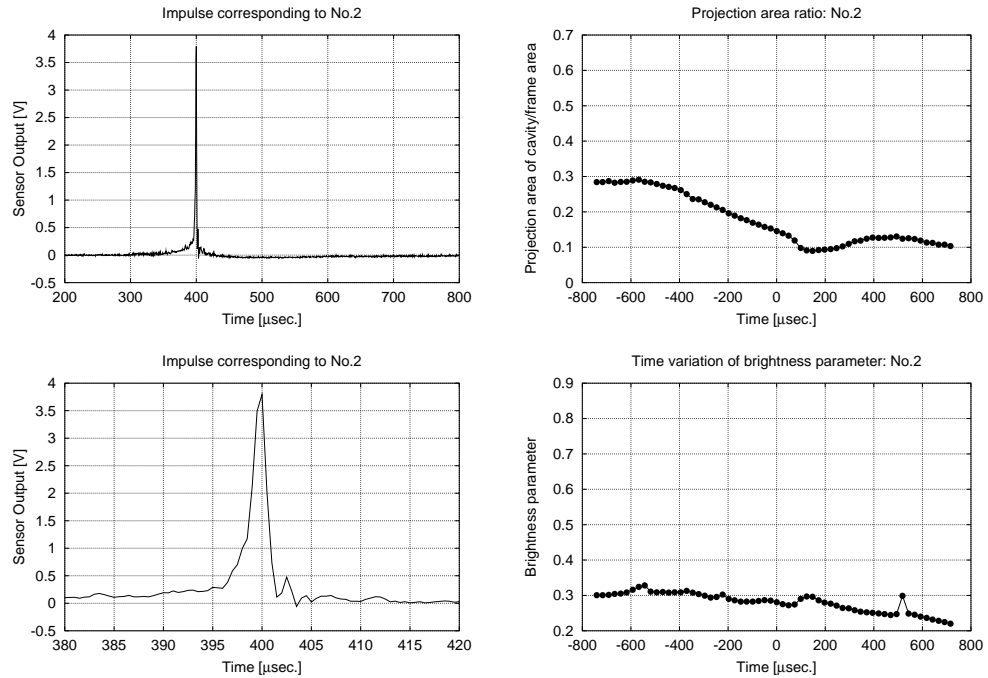 Impulse corresponding to No.2
4
3.5
3
2.5
2
1.5
1
0.5
0
-0.5
Sensor Output [V]
200 300 400 500 600 700 800
Time [μsec.]
Projection area ratio: No.2
0.7
0.6
0.5
0.4
0.3
0.2
0.1
0
Projection area of cavity/frame area
-800 -600 -400 -200 0 200 400 600 800
Time [μsec.]
Impulse corresponding to No.2
4
3.5
3
2.5
2
1.5
1
0.5
0
-0.5
Sensor Output [V]
380 385 390 395 400 405 410 415 420
Time [μsec.]
Time variation of brightness parameter: No.2
0.9
0.8
0.7
0.6
0.5
0.4
0.3
0.2
Brightness parameter
-800 -600 -400 -200 0 200 400 600 800
Time [μsec.]